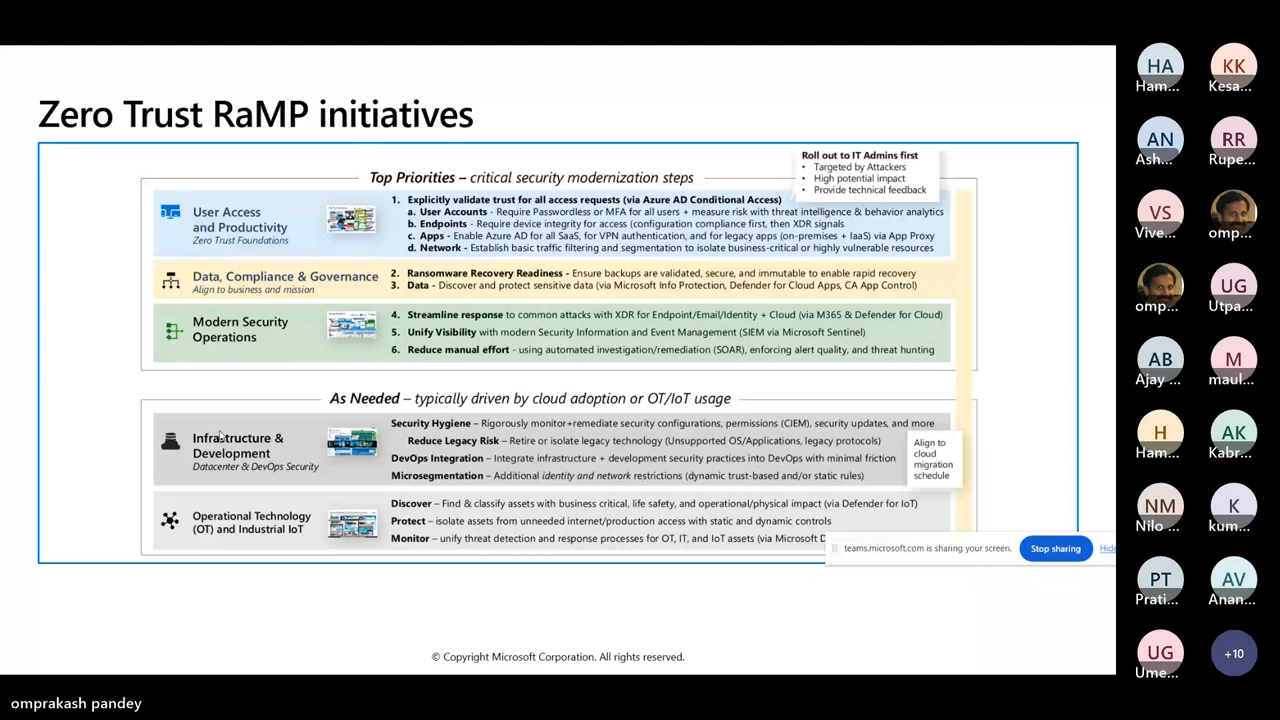 Zero Trust RaMP initiatives
Roll out to IT Admins first
• Targeted by Attackers
• High potential impact
• Provide technical feedback
Top Priorities – critical security modernization steps
User Access
and Productivity
Zero Trust Foundations
1. Explicitly validate trust for all access requests (via Azure AD Conditional Access)
a. User Accounts - Require Passwordless or MFA for all users + measure risk with threat intelligence & behavior analytics
b. Endpoints - Require device integrity for access (configuration compliance first, then XDR signals
c. Apps - Enable Azure AD for all SaaS, for VPN authentication, and for legacy apps (on-premises + IaaS) via App Proxy
d. Network - Establish basic traffic filtering and segmentation to isolate business-critical or highly vulnerable resources
Data, Compliance & Governance
Align to business and mission
2. Ransomware Recovery Readiness - Ensure backups are validated, secure, and immutable to enable rapid recovery
3. Data - Discover and protect sensitive data (via Microsoft Info Protection, Defender for Cloud Apps, CA App Control)
Modern Security
Operations
4. Streamline response to common attacks with XDR for Endpoint/Email/Identity + Cloud (via M365 & Defender for Cloud)
5. Unify Visibility with modern Security Information and Event Management (SIEM via Microsoft Sentinel)
6. Reduce manual effort - using automated investigation/remediation (SOAR), enforcing alert quality, and threat hunting
As Needed – typically driven by cloud adoption or OT/IoT usage
Infrastructure &
Development
Datacenter & DevOps Security
Security Hygiene – Rigorously monitor+remediate security configurations, permissions (CIEM), security updates, and more
Reduce Legacy Risk – Retire or isolate legacy technology (Unsupported OS/Applications, legacy protocols)
DevOps Integration – Integrate infrastructure + development security practices into DevOps with minimal friction
Microsegmentation – Additional identity and network restrictions (dynamic trust-based and/or static rules)
Align to
cloud
migration
schedule
Operational Technology
(OT) and Industrial IoT
Discover – Find & classify assets with business critical, life safety, and operational/physical impact (via Defender for IoT)
Protect – isolate assets from unneeded internet/production access with static and dynamic controls
Monitor – unify threat detection and response processes for OT, IT, and IoT assets (via Microsoft D
teams.microsoft.com is sharing your screen.
Stop sharing
Hide
© Copyright Microsoft Corporation. All rights reserved.
omprakash pandey
HA
Ham...
KK
Kesa...
AN
Ash...
RR
Rupe...
VS
Vive...
omp...
omp...
UG
Utpa...
AB
Ajay ...
M
maul...
H
Ham...
AK
Kabr...
NM
Nilo ...
K
kum...
PT
Prati...
AV
Anan...
UG
Ume...
+10